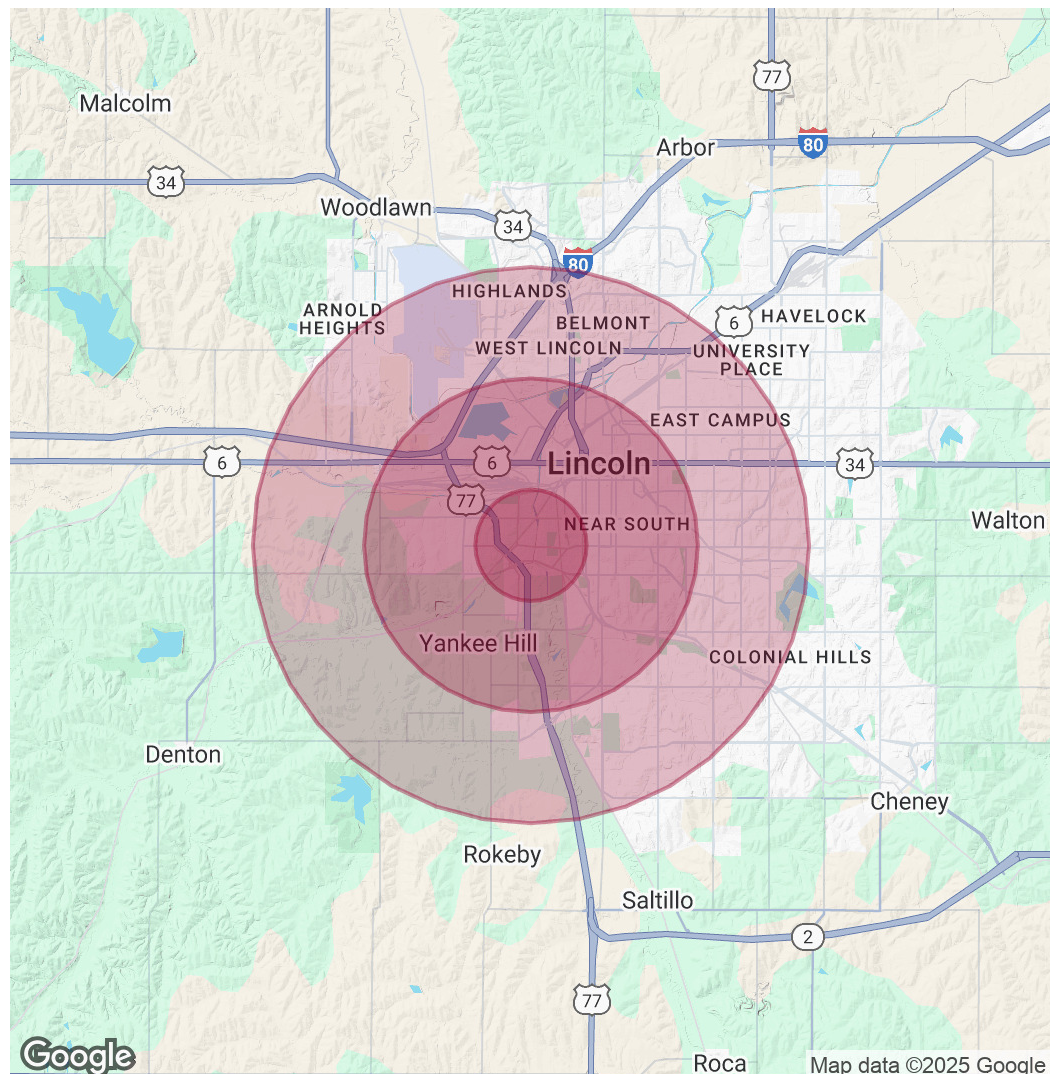 77
Malcolm
Arbor
80
34
Woodlawn
34
80
HIGHLANDS
ARNOLD
HEIGHTS
BELMONT
6
HAVELOCK
WEST LINCOLN
UNIVERSITY
PLACE
EAST CAMPUS
6
6
Lincoln
34
77
NEAR SOUTH
Walton
Yankee Hill
COLONIAL HILLS
Denton
Cheney
Rokeby
Saltillo
2
77
Roca
Google
Map data ©2025 Google